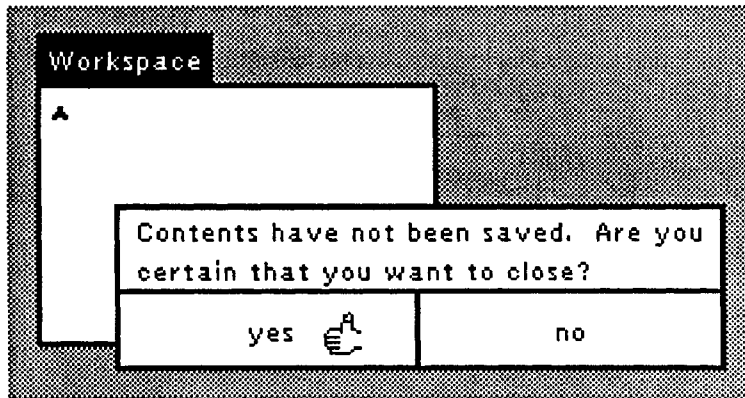 Workspace
Contents have not been saved. Are you
certain that you want to close?
yes
no